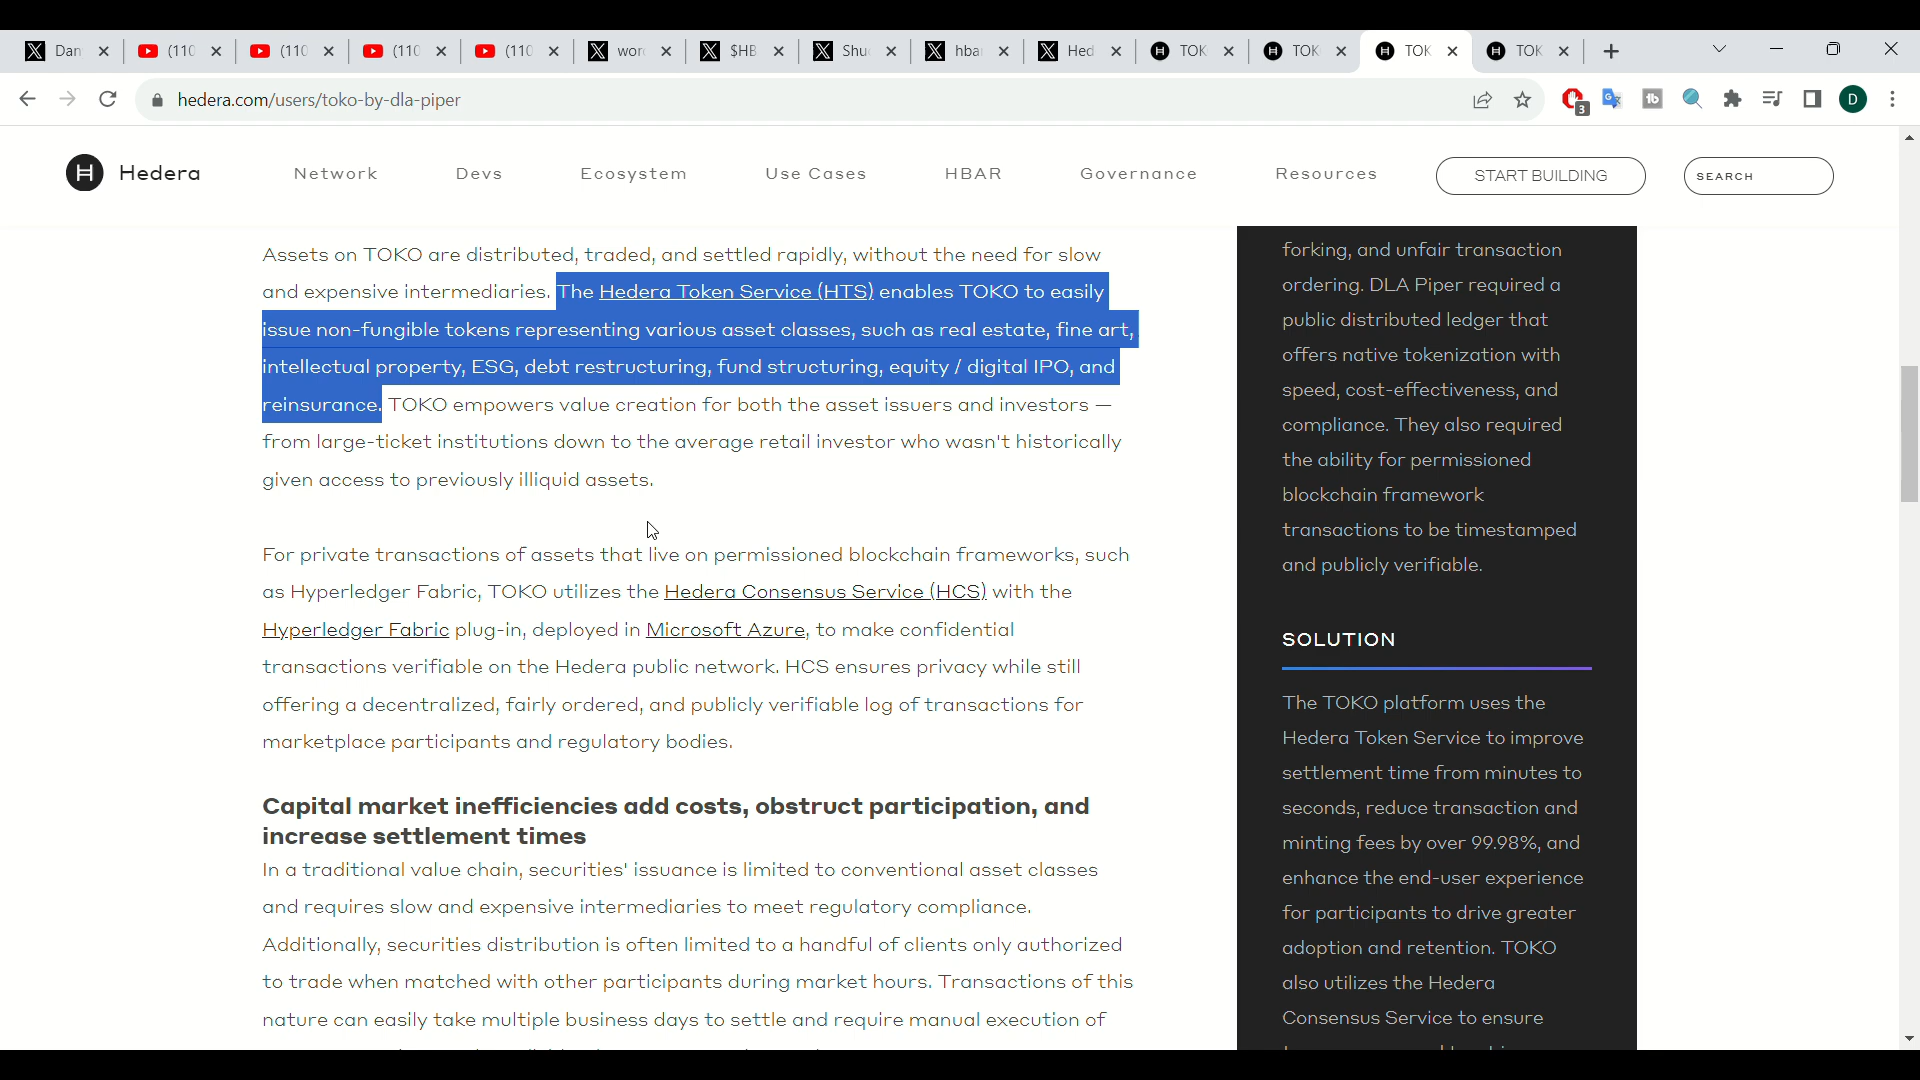 Dan
(110
(110
(110
(110
wor
$HB
Shu
hba
Hed
TOK
TOK
TOK
TOK
hedera.com/users/toko-by-dla-piper
3
D
Hedera
Network
Devs
Ecosystem
Use Cases
HBAR
Governance
Resources
START BUILDING
SEARCH
Assets on TOKO are distributed, traded, and settled rapidly, without the need for slow
and expensive intermediaries. The Hedera Token Service (HTS) enables TOKO to easily
issue non-fungible tokens representing various asset classes, such as real estate, fine art,
intellectual property, ESG, debt restructuring, fund structuring, equity / digital IPO, and
reinsurance. TOKO empowers value creation for both the asset issuers and investors —
from large-ticket institutions down to the average retail investor who wasn't historically
given access to previously illiquid assets.
For private transactions of assets that live on permissioned blockchain frameworks, such
as Hyperledger Fabric, TOKO utilizes the Hedera Consensus Service (HCS) with the
Hyperledger Fabric plug-in, deployed in Microsoft Azure, to make confidential
transactions verifiable on the Hedera public network. HCS ensures privacy while still
offering a decentralized, fairly ordered, and publicly verifiable log of transactions for
marketplace participants and regulatory bodies.
Capital market inefficiencies add costs, obstruct participation, and
increase settlement times
In a traditional value chain, securities' issuance is limited to conventional asset classes
and requires slow and expensive intermediaries to meet regulatory compliance.
Additionally, securities distribution is often limited to a handful of clients only authorized
to trade when matched with other participants during market hours. Transactions of this
nature can easily take multiple business days to settle and require manual execution of
forking, and unfair transaction
ordering. DLA Piper required a
public distributed ledger that
offers native tokenization with
speed, cost-effectiveness, and
compliance. They also required
the ability for permissioned
blockchain framework
transactions to be timestamped
and publicly verifiable.
SOLUTION
The TOKO platform uses the
Hedera Token Service to improve
settlement time from minutes to
seconds, reduce transaction and
minting fees by over 99.98%, and
enhance the end-user experience
for participants to drive greater
adoption and retention. TOKO
also utilizes the Hedera
Consensus Service to ensure